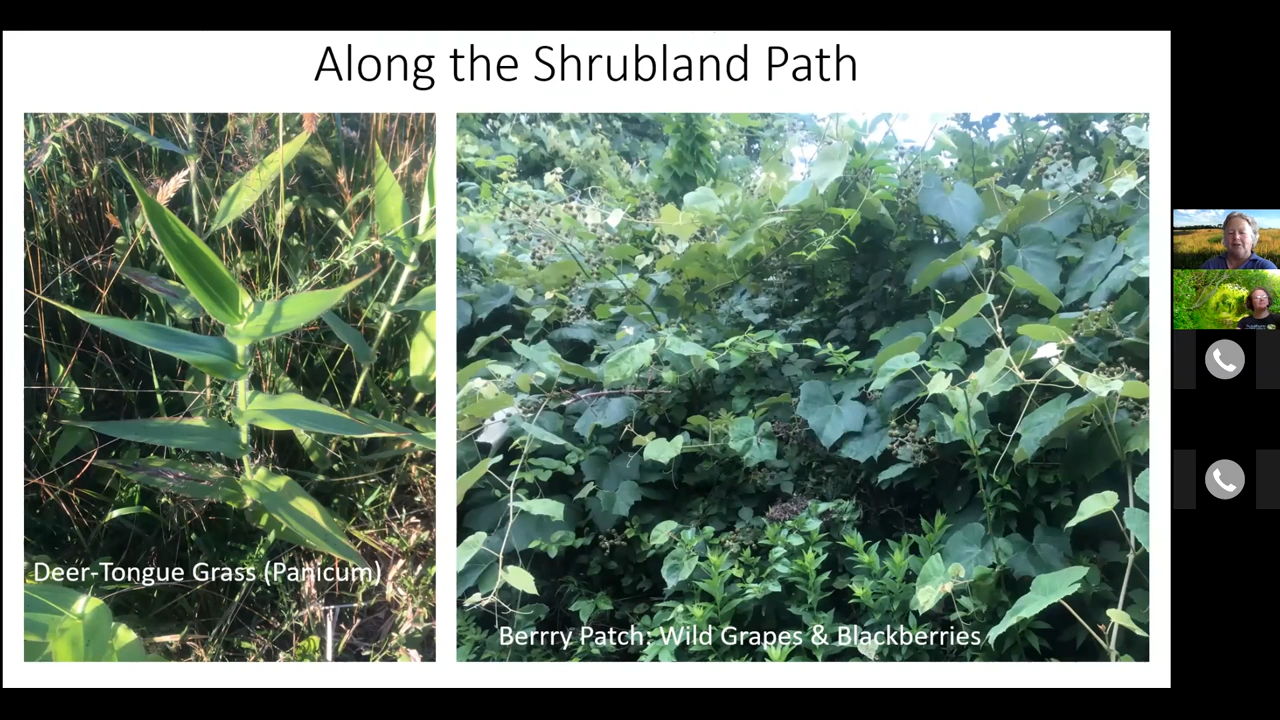 Along the Shrubland Path
Deer-Tongue Grass (Panicum)
Berrry Patch: Wild Grapes & Blackberries